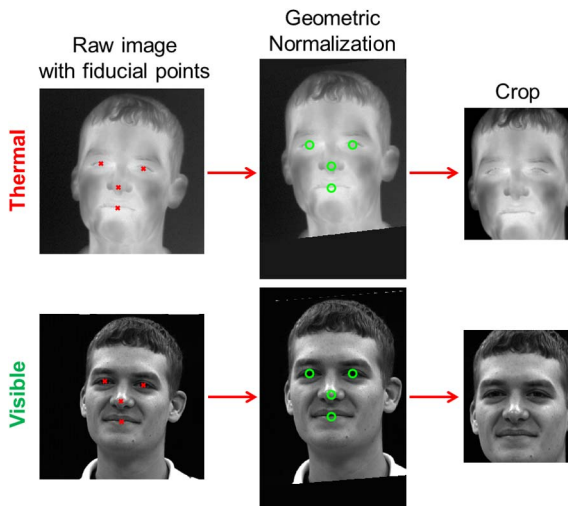 Raw image
with fiducial points
Geometric
Normalization
Crop
Thermal
Visible